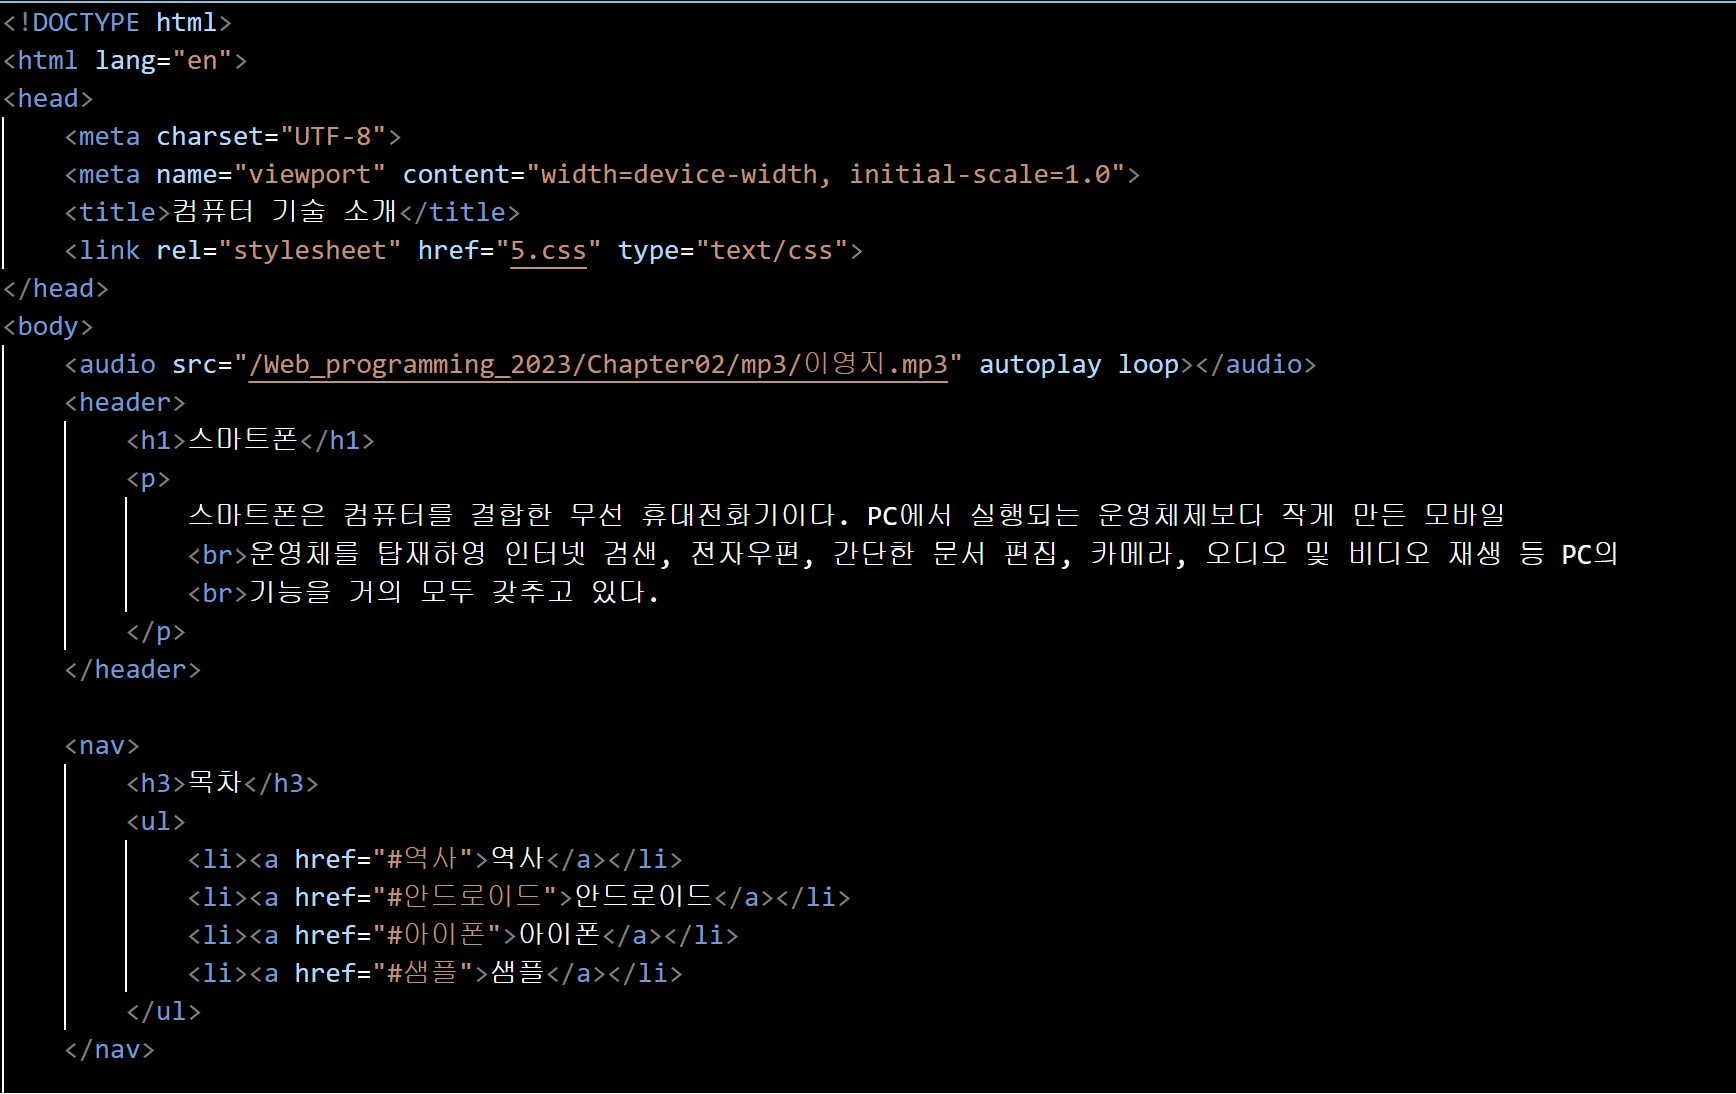 <!DOCTYPE html>
<html lang="en">
<head>
    <meta charset="UTF-8">
    <meta name="viewport" content="width=device-width, initial-scale=1.0">
    <title>컴퓨터 기술 소개</title>
    <link rel="stylesheet" href="5.css" type="text/css">
</head>
<body>
    <audio src="/Web_programming_2023/Chapter02/mp3/이영지.mp3" autoplay loop></audio>
    <header>
        <h1>스마트폰</h1>
        <p>
            스마트폰은 컴퓨터를 결합한 무선 휴대전화기이다. PC에서 실행되는 운영체제보다 작게 만든 모바일
            <br>운영체를 탑재하영 인터넷 검샌, 전자우편, 간단한 문서 편집, 카메라, 오디오 및 비디오 재생 등 PC의
            <br>기능을 거의 모두 갖추고 있다.
        </p>
    </header>

    <nav>
        <h3>목차</h3>
        <ul>
            <li><a href="#역사">역사</a></li>
            <li><a href="#안드로이드">안드로이드</a></li>
            <li><a href="#아이폰">아이폰</a></li>
            <li><a href="#샘플">샘플</a></li>
        </ul>
    </nav>